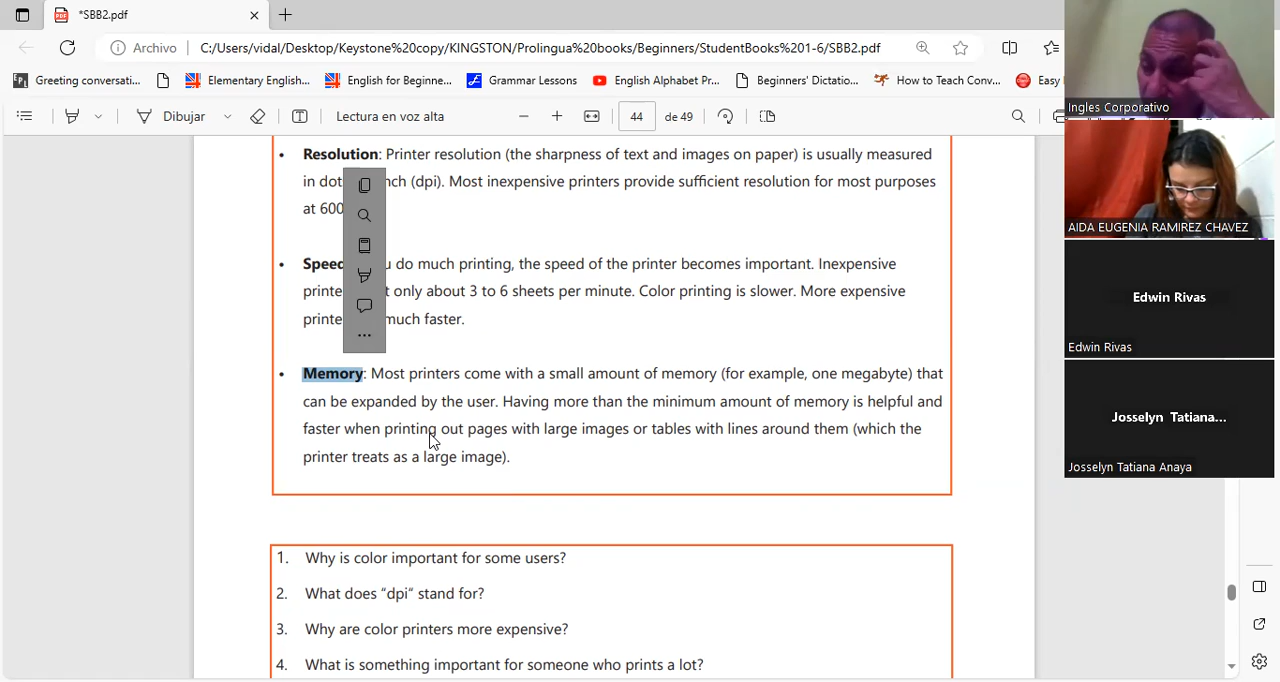 *SBB2.pdf
Archivo
C:/Users/vidal/Desktop/Keystone%20copy/KINGSTON/Prolingua%20books/Beginners/StudentBooks%201-6/SBB2.pdf
Greeting conversati...
Elementary English...
English for Beginne...
Grammar Lessons
English Alphabet Pr...
Beginners' Dictatio...
How to Teach Conv...
Easy
Dibujar
Lectura en voz alta
44
de 49
Resolution: Printer resolution (the sharpness of text and images on paper) is usually measured
in dot nch (dpi). Most inexpensive printers provide sufficient resolution for most purposes
at 600
Speed u do much printing, the speed of the printer becomes important. Inexpensive
printe t only about 3 to 6 sheets per minute. Color printing is slower. More expensive
printe much faster.
Memory: Most printers come with a small amount of memory (for example, one megabyte) that
can be expanded by the user. Having more than the minimum amount of memory is helpful and
faster when printing out pages with large images or tables with lines around them (which the
printer treats as a large image).
1. Why is color important for some users?
2. What does “dpi“ stand for?
3. Why are color printers more expensive?
4. What is something important for someone who prints a lot?
Ingles Corporativo
AIDA EUGENIA RAMIREZ CHAVEZ
Edwin Rivas
Edwin Rivas
Josselyn Tatiana...
Josselyn Tatiana Anaya